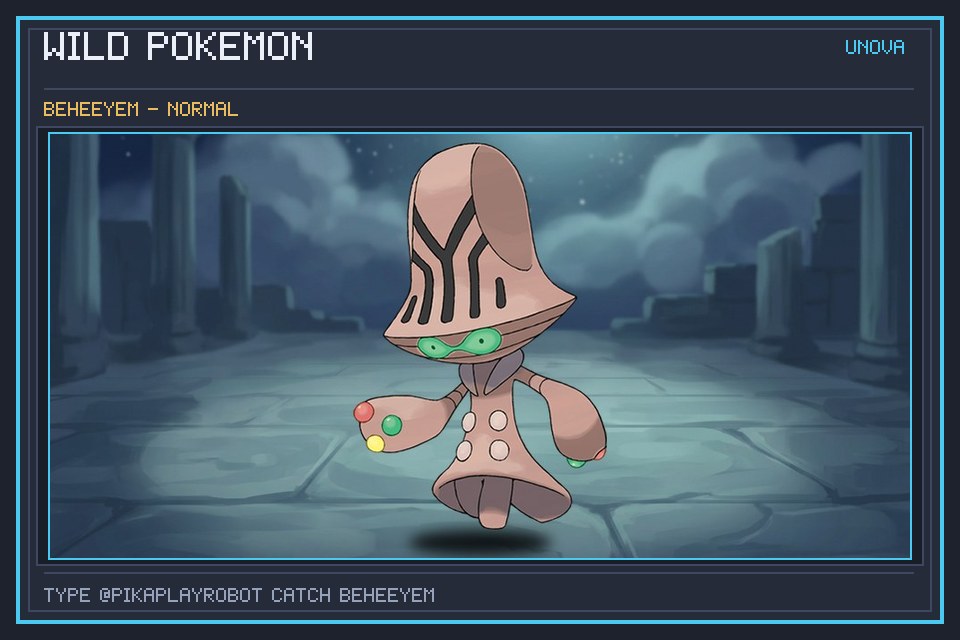 WILD POKEMON
UNOVA
BEHEEYEM - NORMAL
TYPE @PIKAPLAYROBOT CATCH BEHEEYEM